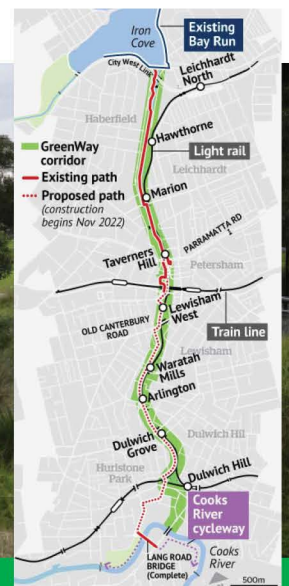 Iron
Cove
Existing
Bay Run
City West Link
Leichhardt
North
Haberfield
Hawthorne
GreenWay
corridor
Light rail
Existing path
Leichhardt
Proposed path
(construction
begins Nov 2022)
Marion
PARRAMATTA RD
Taverners
Hill
Petersham
Lewisham
West
OLD CANTERBURY
ROAD
Train line
Lewisham
Waratah
Mills
Arlington
Dulwich
Grove
Dulwich Hil
Hurlstone
Park
Dulwich Hill
Cooks
River
cycleway
LANG ROAD
BRIDGE
(Complete)
Cooks
River
500m